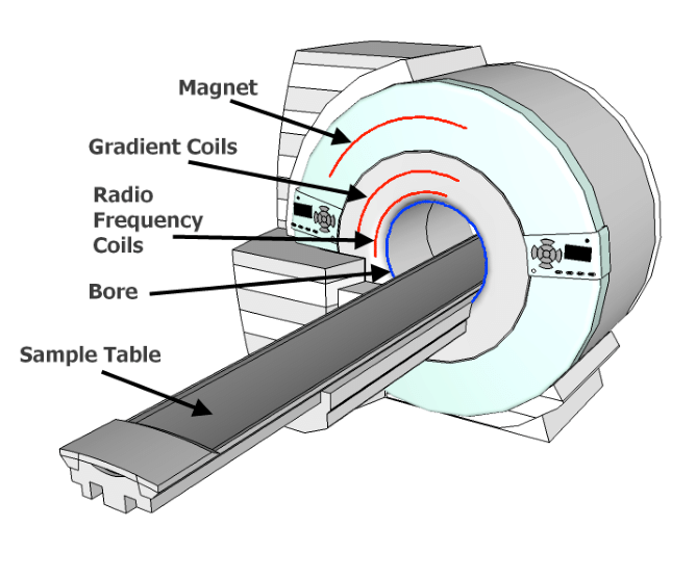 Magnet
Gradient Coils
Radio
Frequency
Coils
Bore
Sample Table